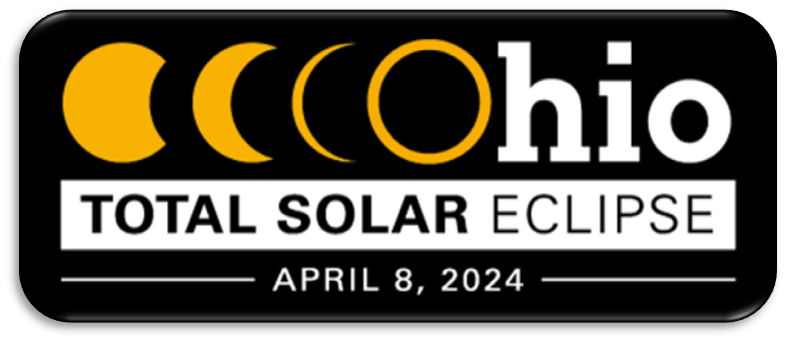 Ohio
TOTAL SOLAR ECLIPSE
APRIL 8, 2024